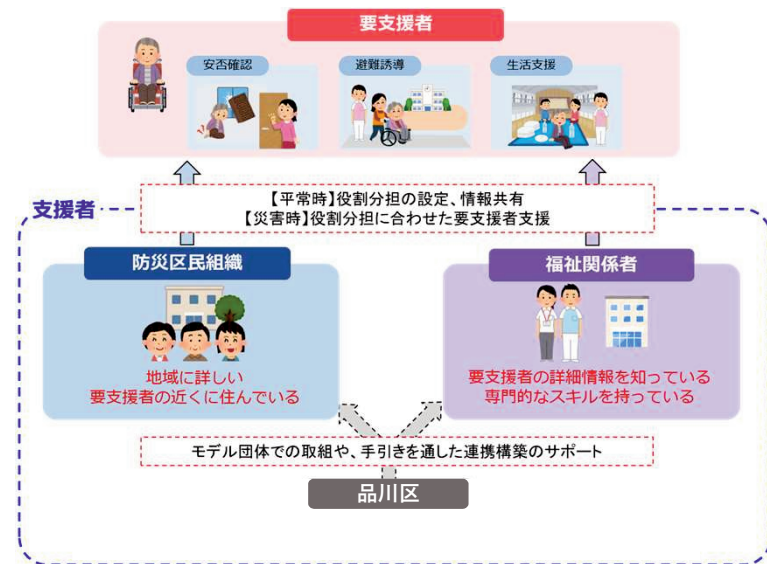 要支援者
安否確認
避難誘導
生活支援
支援者
【平常時】役割分担の設定、情報共有
【災害時】役割分担に合わせた要支援者支援
防災区民組織
地域に詳しい
要支援者の近くに住んでいる
福祉関係者
要支援者の詳細情報を知っている
専門的なスキルを持っている
モデル団体での取組や、手引きを通した連携構築のサポート
品川区